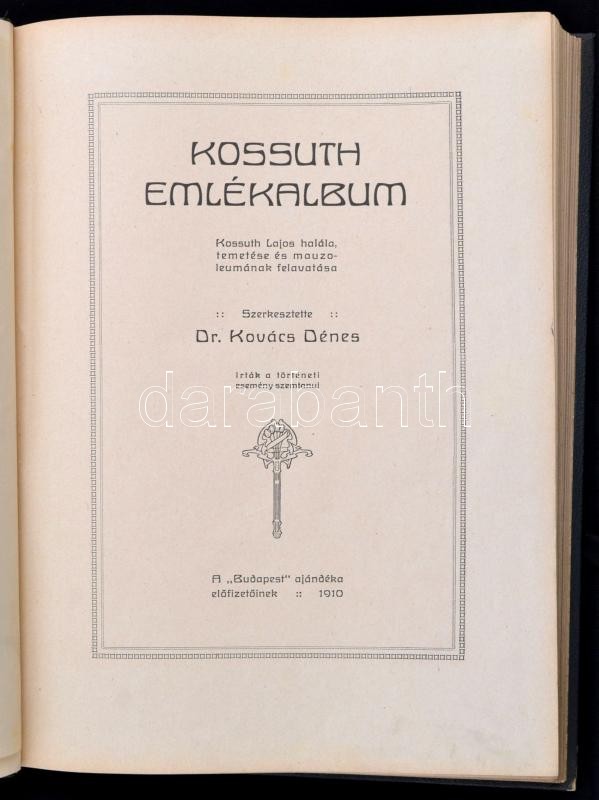 KOSSUTH
EMLÉKALBUM
Kossuth Lajos halála,
temetése és mauzo-
leumának felavatása
:: Szerkesztette ::
Dr. Kovács Dénes
Irták a történeti
esemény szemtanui
darabanth
A „Budapest" ajándéka
előfizetőinek :: 1910